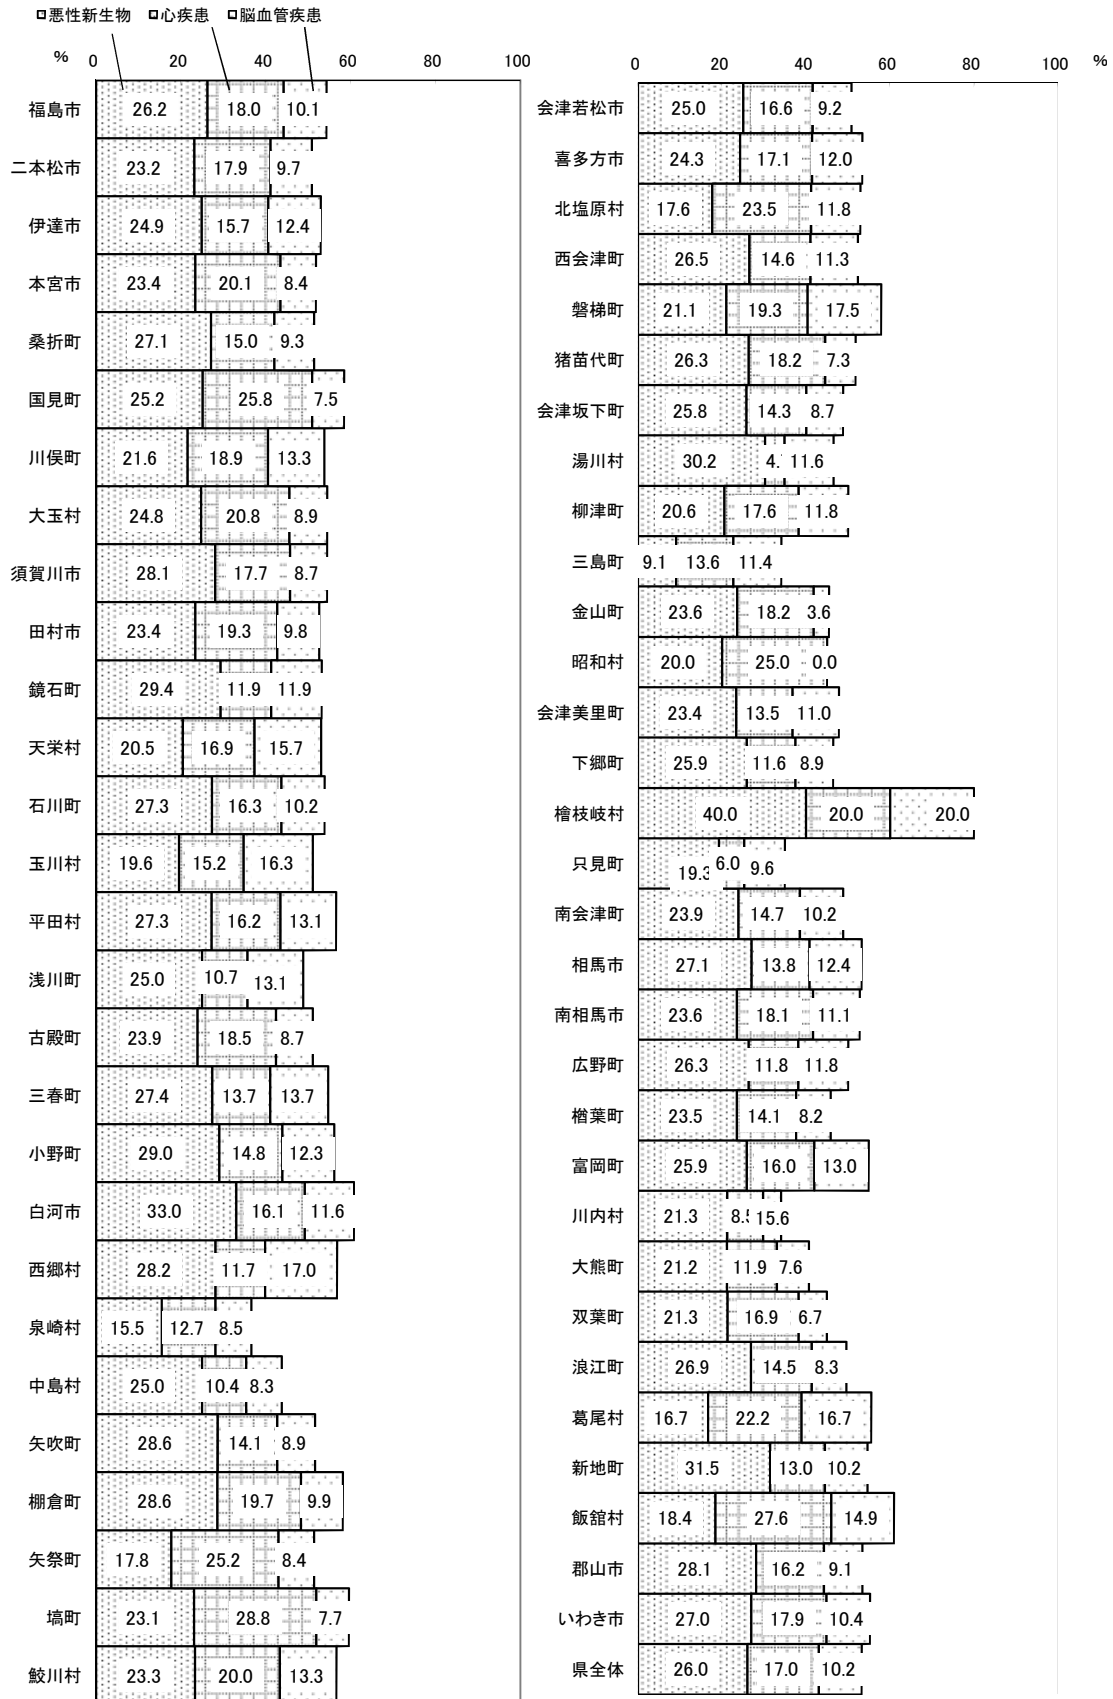 悪性新生物 心疾患 脳血管疾患
% 0 20 40 60 80 100
福島市 26.2 18.0 10.1
二本松市 23.2 17.9 9.7
伊達市 24.9 15.7 12.4
本宮市 23.4 20.1 8.4
桑折町 27.1 15.0 9.3
国見町 25.2 25.8 7.5
川俣町 21.6 18.9 13.3
大玉村 24.8 20.8 8.9
須賀川市 28.1 17.7 8.7
田村市 23.4 19.3 9.8
鏡石町 29.4 11.9 11.9
天栄村 20.5 16.9 15.7
石川町 27.3 16.3 10.2
玉川村 19.6 15.2 16.3
平田村 27.3 16.2 13.1
浅川町 25.0 10.7 13.1
古殿町 23.9 18.5 8.7
三春町 27.4 13.7 13.7
小野町 29.0 14.8 12.3
白河市 33.0 16.1 11.6
西郷村 28.2 11.7 17.0
泉崎村 15.5 12.7 8.5
中島村 25.0 10.4 8.3
矢吹町 28.6 14.1 8.9
棚倉町 28.6 19.7 9.9
矢祭町 17.8 25.2 8.4
塙町 23.1 28.8 7.7
鮫川村 23.3 20.0 13.3
0 20 40 60 80 100 %
会津若松市 25.0 16.6 9.2
喜多方市 24.3 17.1 12.0
北塩原村 17.6 23.5 11.8
西会津町 26.5 14.6 11.3
磐梯町 21.1 19.3 17.5
猪苗代町 26.3 18.2 7.3
会津坂下町 25.8 14.3 8.7
湯川村 30.2 4. 11.6
柳津町 20.6 17.6 11.8
三島町 9.1 13.6 11.4
金山町 23.6 18.2 3.6
昭和村 20.0 25.0 0.0
会津美里町 23.4 13.5 11.0
下郷町 25.9 11.6 8.9
檜枝岐村 40.0 20.0 20.0
只見町 19.3 6.0 9.6
南会津町 23.9 14.7 10.2
相馬市 27.1 13.8 12.4
南相馬市 23.6 18.1 11.1
広野町 26.3 11.8 11.8
楢葉町 23.5 14.1 8.2
富岡町 25.9 16.0 13.0
川内村 21.3 8.5 15.6
大熊町 21.2 11.9 7.6
双葉町 21.3 16.9 6.7
浪江町 26.9 14.5 8.3
葛尾村 16.7 22.2 16.7
新地町 31.5 13.0 10.2
飯舘村 18.4 27.6 14.9
郡山市 28.1 16.2 9.1
いわき市 27.0 17.9 10.4
県全体 26.0 17.0 10.2